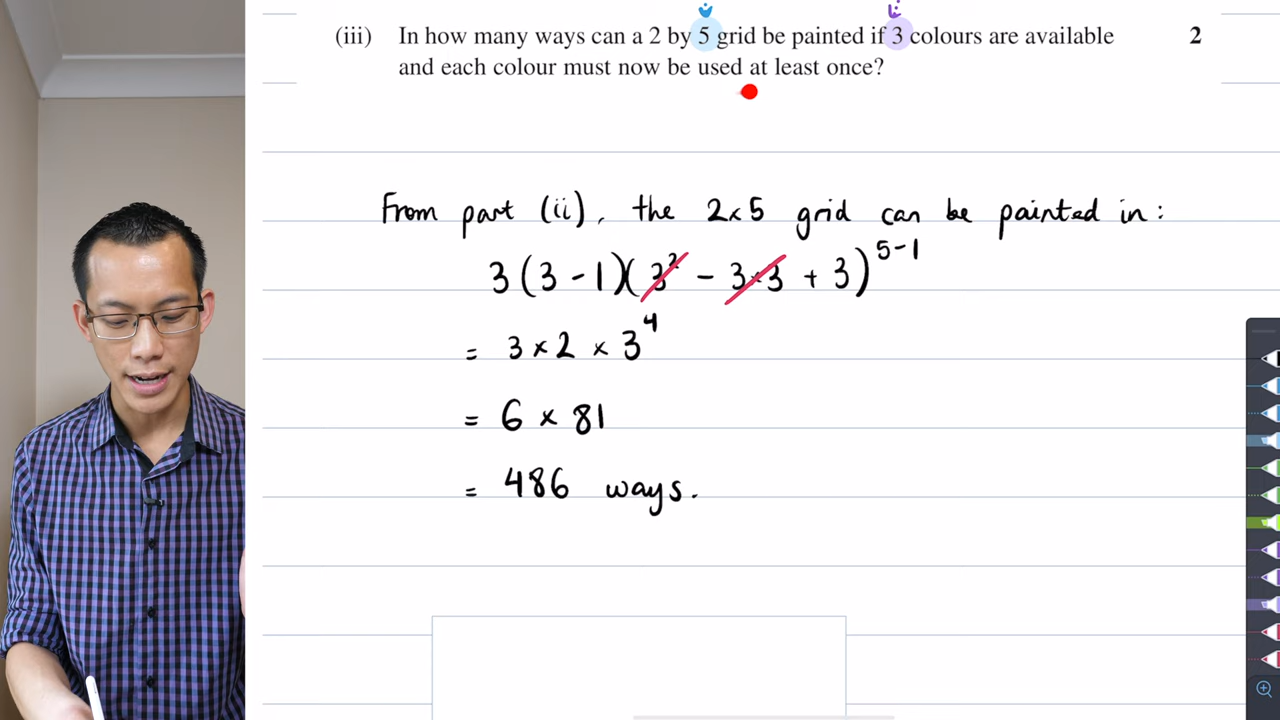 (iii) In how many ways can a 2 by 5 grid be painted if 3 colours are available 2
and each colour must now be used at least once?
From part (ii), the 2×5 grid can be painted in:
3(3-1)(3² - 3×3 + 3)⁵⁻¹
= 3×2 × 3⁴
= 6 × 81
= 486 ways.